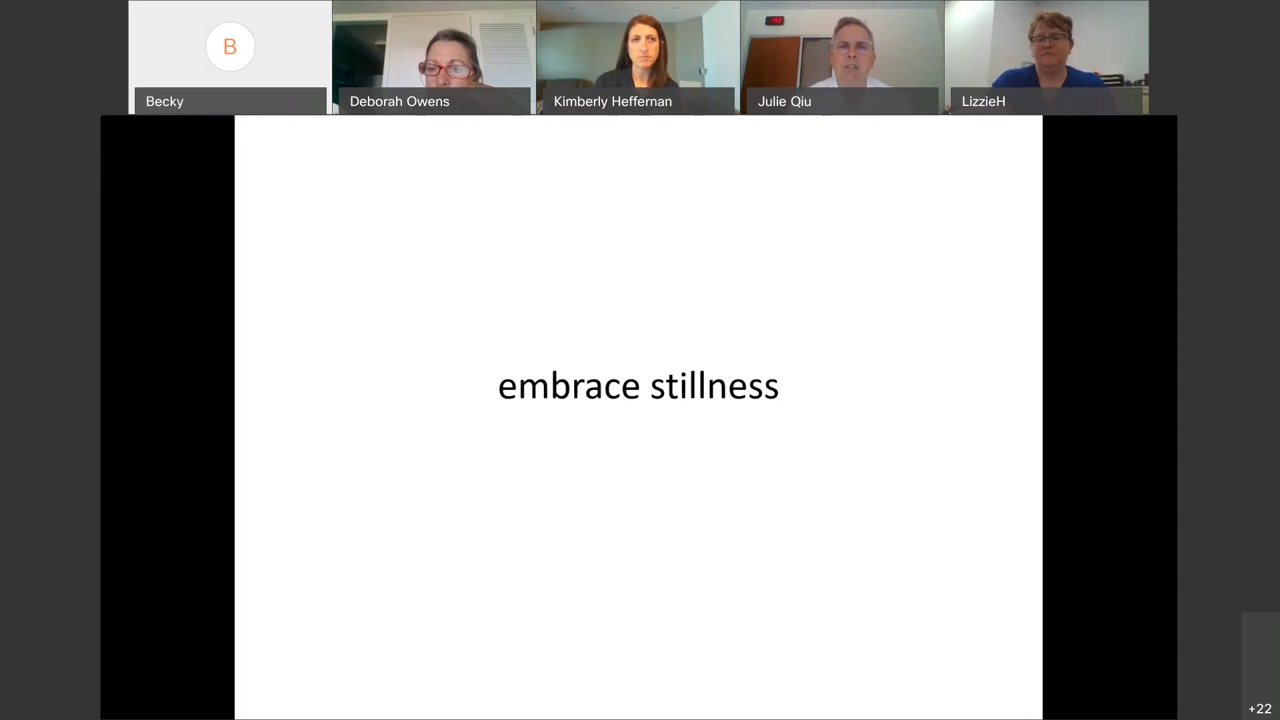 B
Becky
Deborah Owens
Kimberly Heffernan
Julie Qiu
LizzieH
embrace stillness
+22